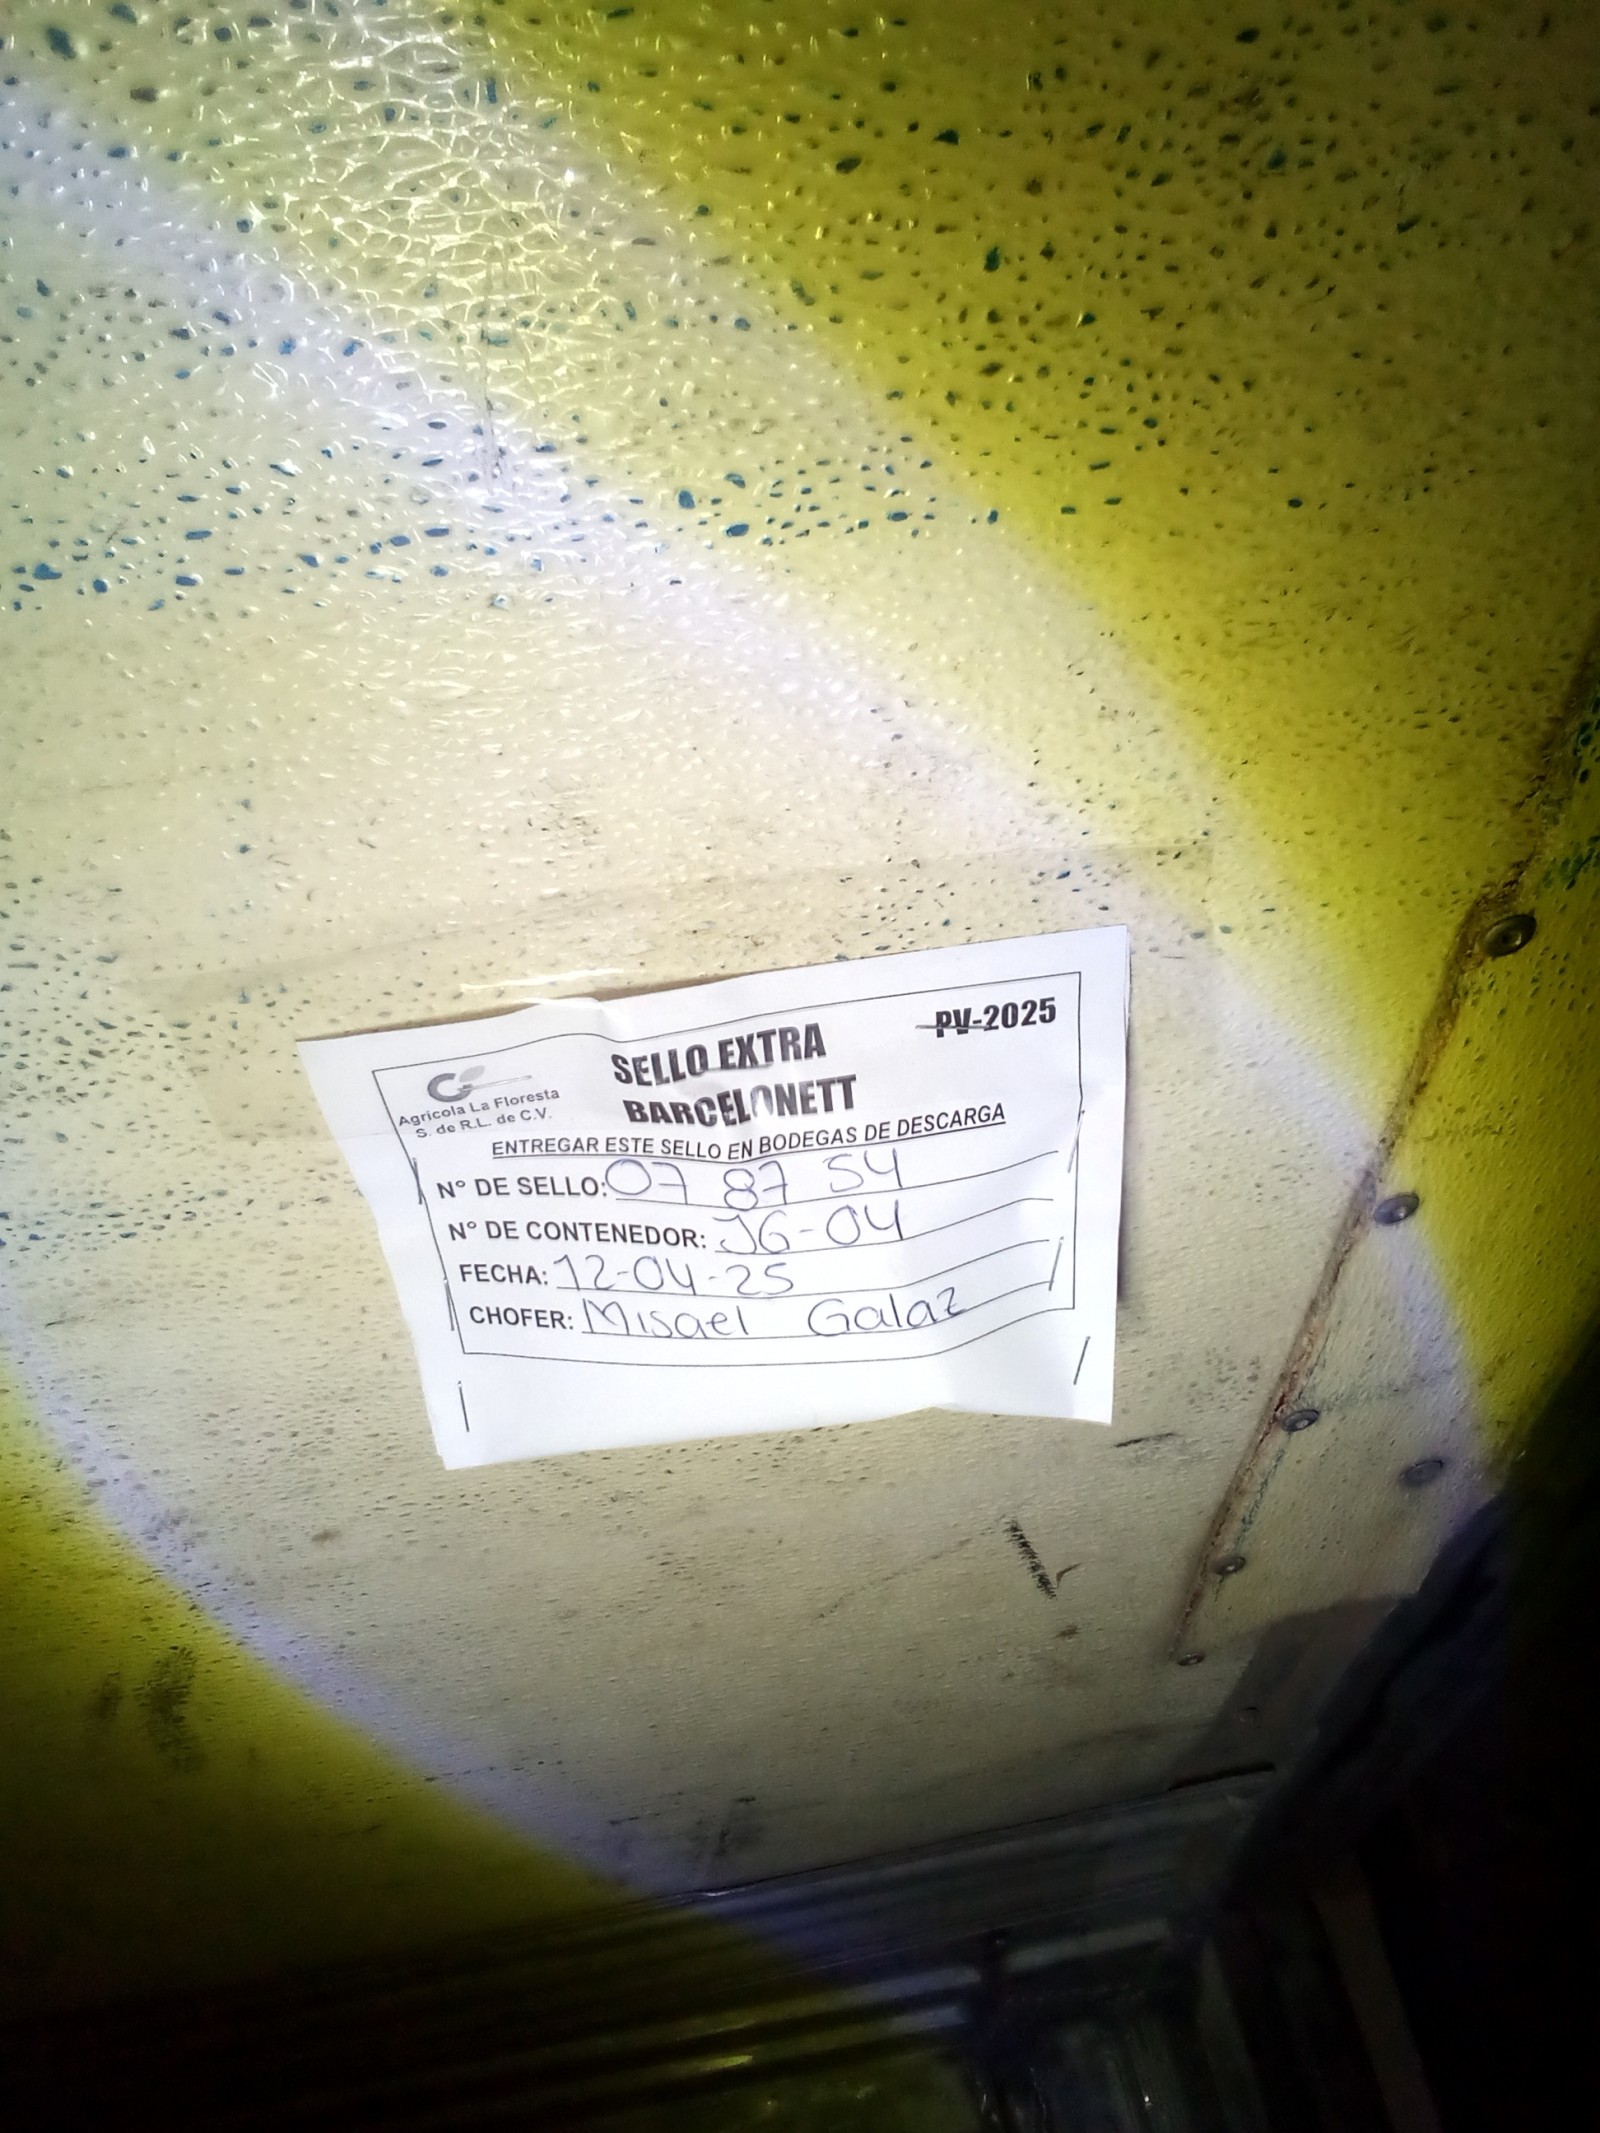 PV-2025
SELLO EXTRA
BARCELONETT
Agrícola La Floresta
S. de R.L. de C.V.
ENTREGAR ESTE SELLO EN BODEGAS DE DESCARGA
N° DE SELLO: 07 87 54
N° DE CONTENEDOR: JG-04
FECHA: 12-04-25
CHOFER: Misael Galaz